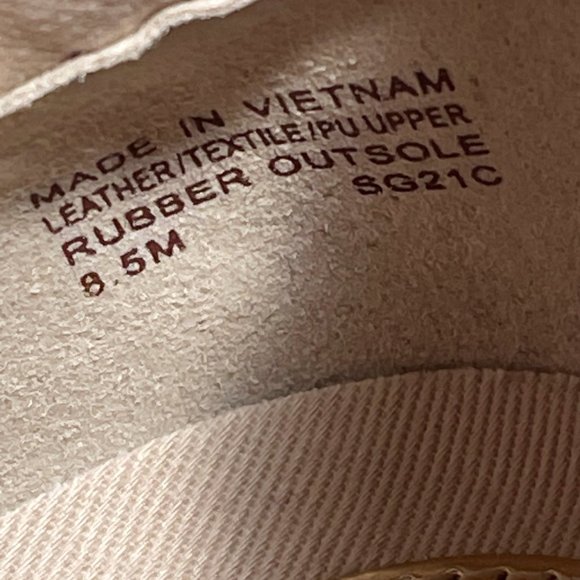 MADE IN VIETNAM
LEATHER/TEXTILE/PU UPPER
RUBBER OUTSOLE
SG21C
8.5M